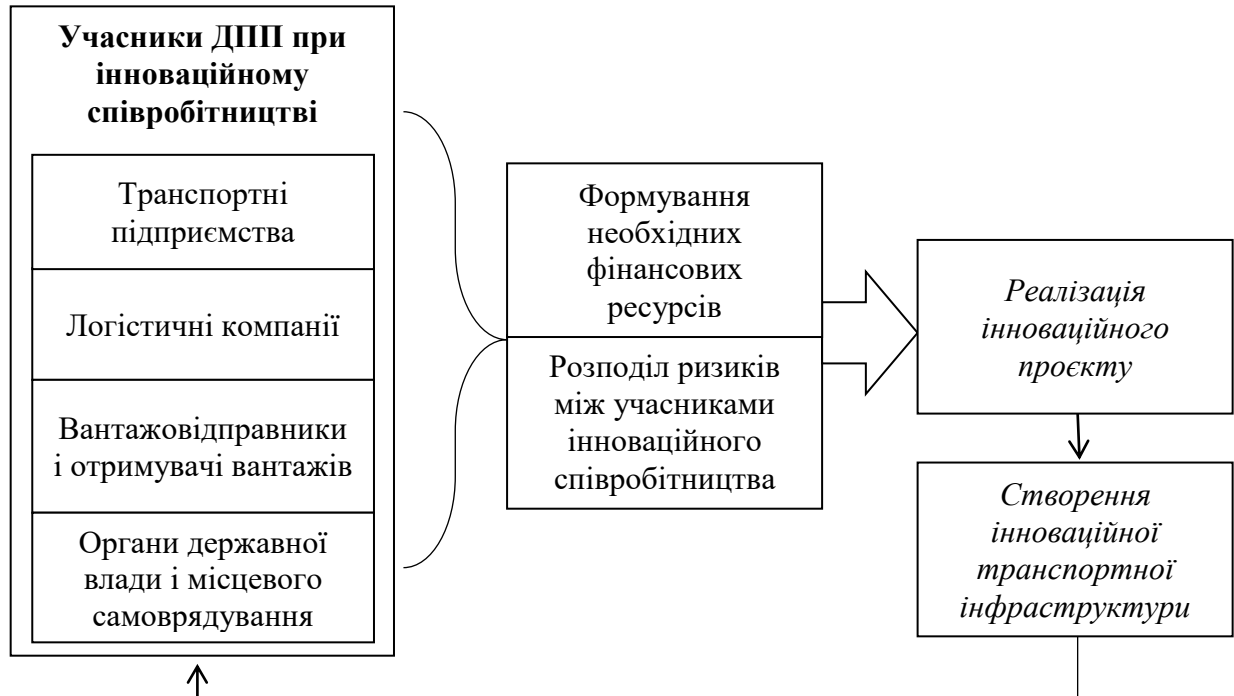 Учасники ДПП при
інноваційному
співробітництві
Транспортні
підприємства
Логістичні компанії
Вантажовідправники
і отримувачі вантажів
Органи державної
влади і місцевого
самоврядування
Формування
необхідних
фінансових
ресурсів
Розподіл ризиків
між учасниками
інноваційного
співробітництва
Реалізація
інноваційного
проєкту
Створення
інноваційної
транспортної
інфраструктури